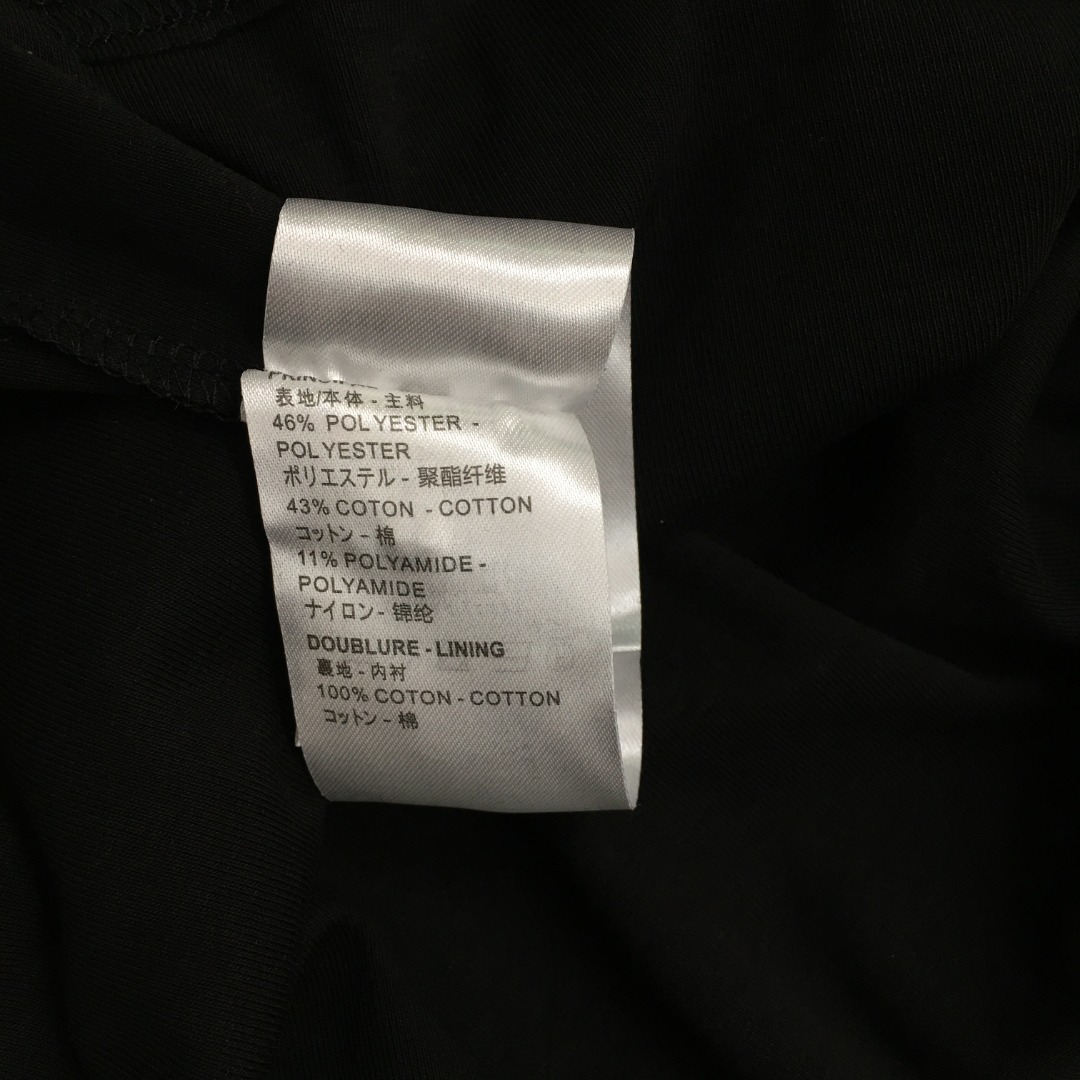 表地/本体 - 主料
46% POLYESTER -
POLYESTER
ポリエステル - 聚酯纤维
43% COTON - COTTON
コットン - 棉
11% POLYAMIDE -
POLYAMIDE
ナイロン - 锦纶
DOUBLURE - LINING
裏地 - 内衬
100% COTON - COTTON
コットン - 棉